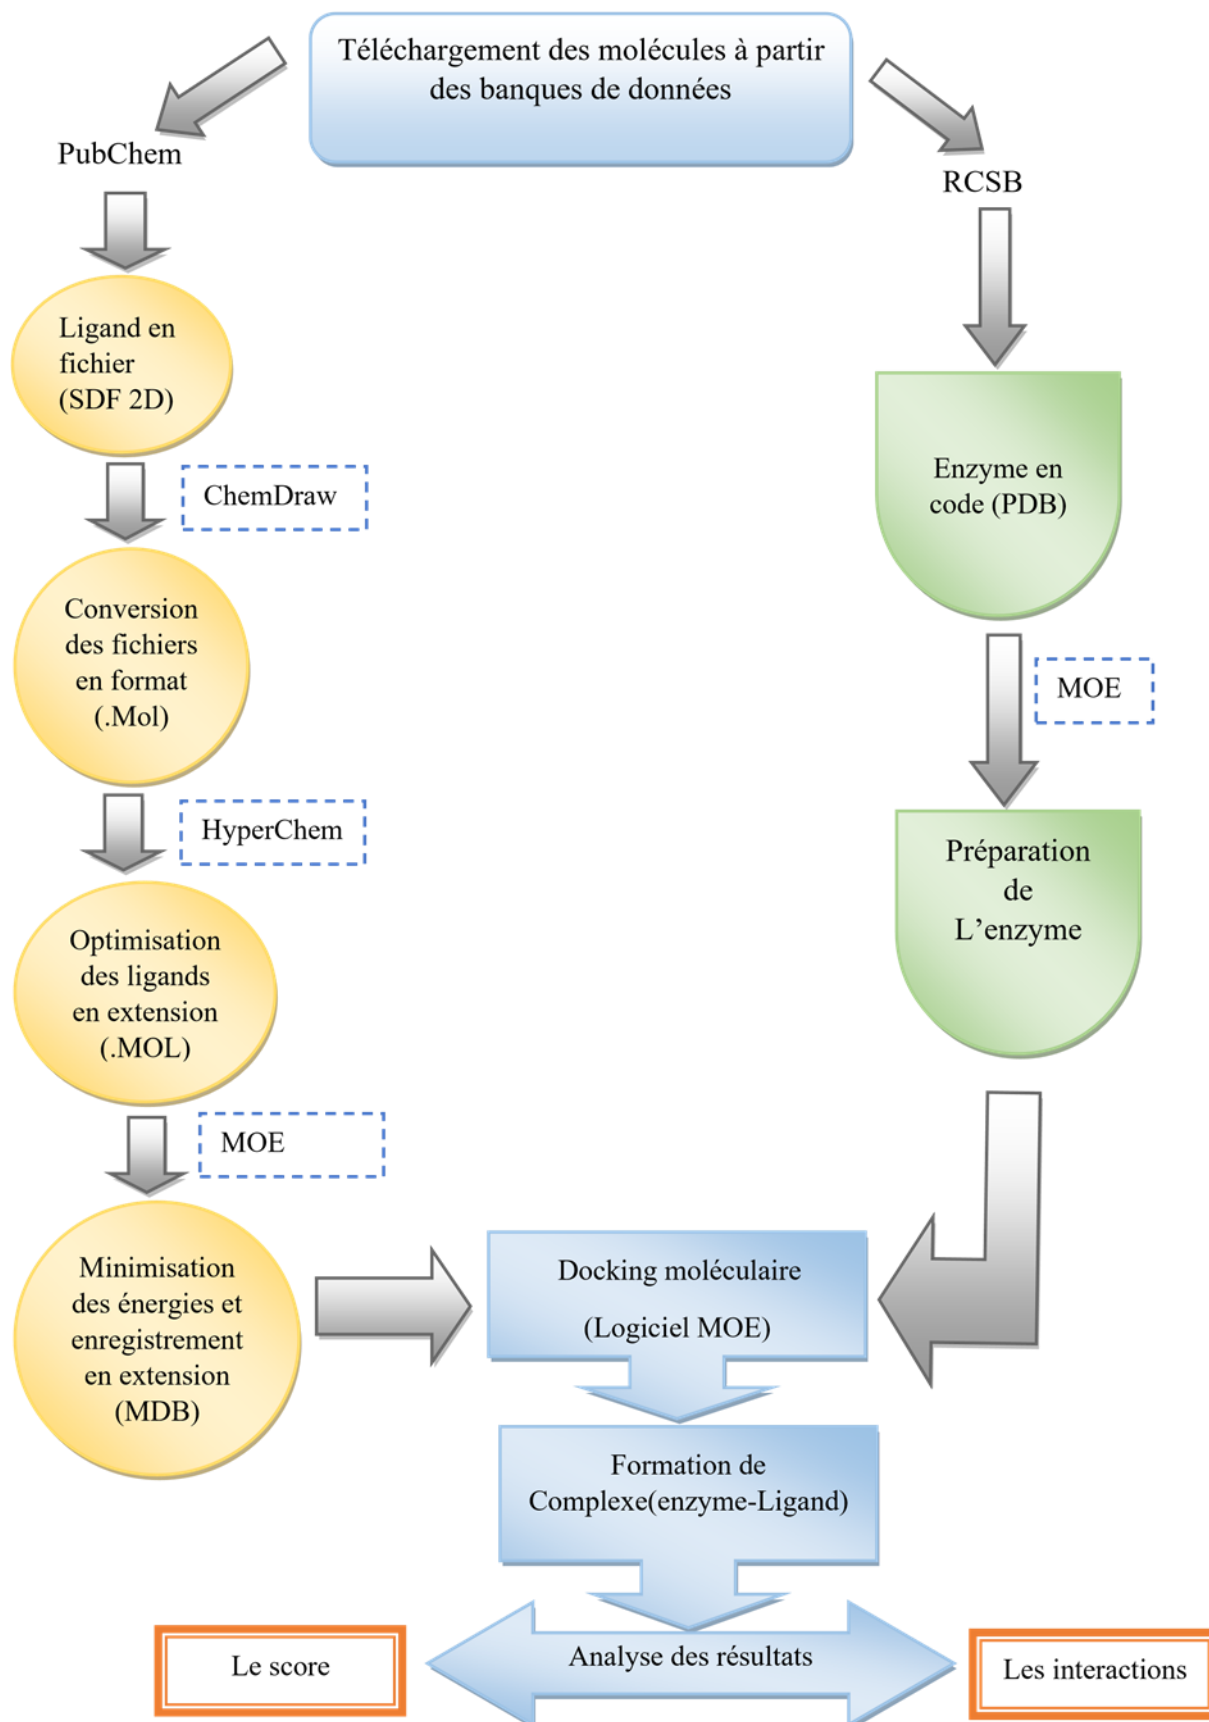 Téléchargement des molécules à partir
des banques de données
PubChem
RCSB
Ligand en
fichier
(SDF 2D)
ChemDraw
Enzyme en
code (PDB)
Conversion
des fichiers
en format
(.Mol)
MOE
HyperChem
Préparation
de
L’enzyme
Optimisation
des ligands
en extension
(.MOL)
MOE
Minimisation
des énergies et
enregistrement
en extension
(MDB)
Docking moléculaire
(Logiciel MOE)
Formation de
Complexe(enzyme-Ligand)
Le score
Analyse des résultats
Les interactions